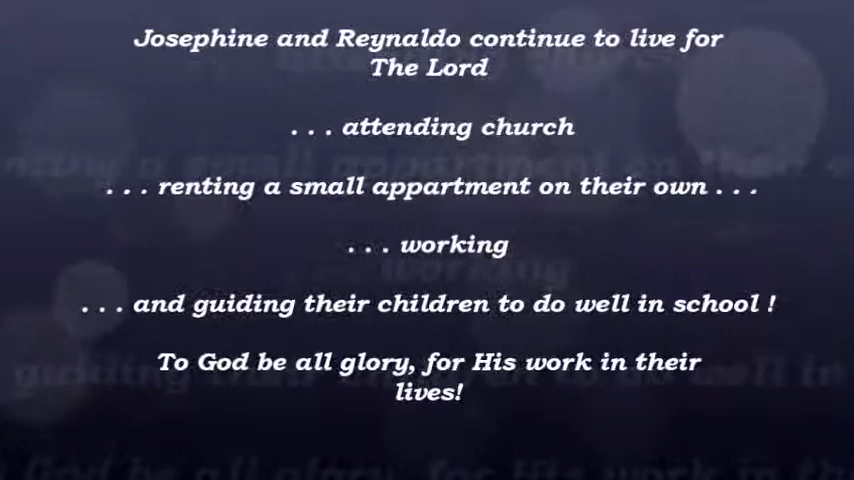 Josephine and Reynaldo continue to live for
The Lord
. . . attending church
. . . renting a small appartment on their own . . .
. . . working
. . . and guiding their children to do well in school !
To God be all glory, for His work in their
lives!